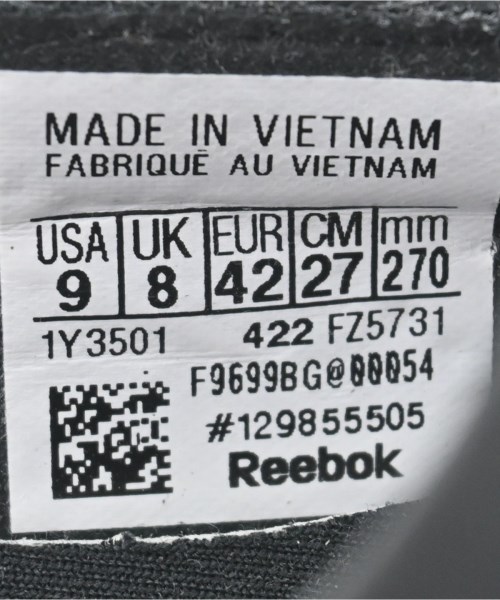 MADE IN VIETNAM
FABRIQUÉ AU VIETNAM
USA UK EUR CM mm
9 8 42 27 270
1Y3501 422 FZ5731
F9699BG@00054
#129855505
Reebok